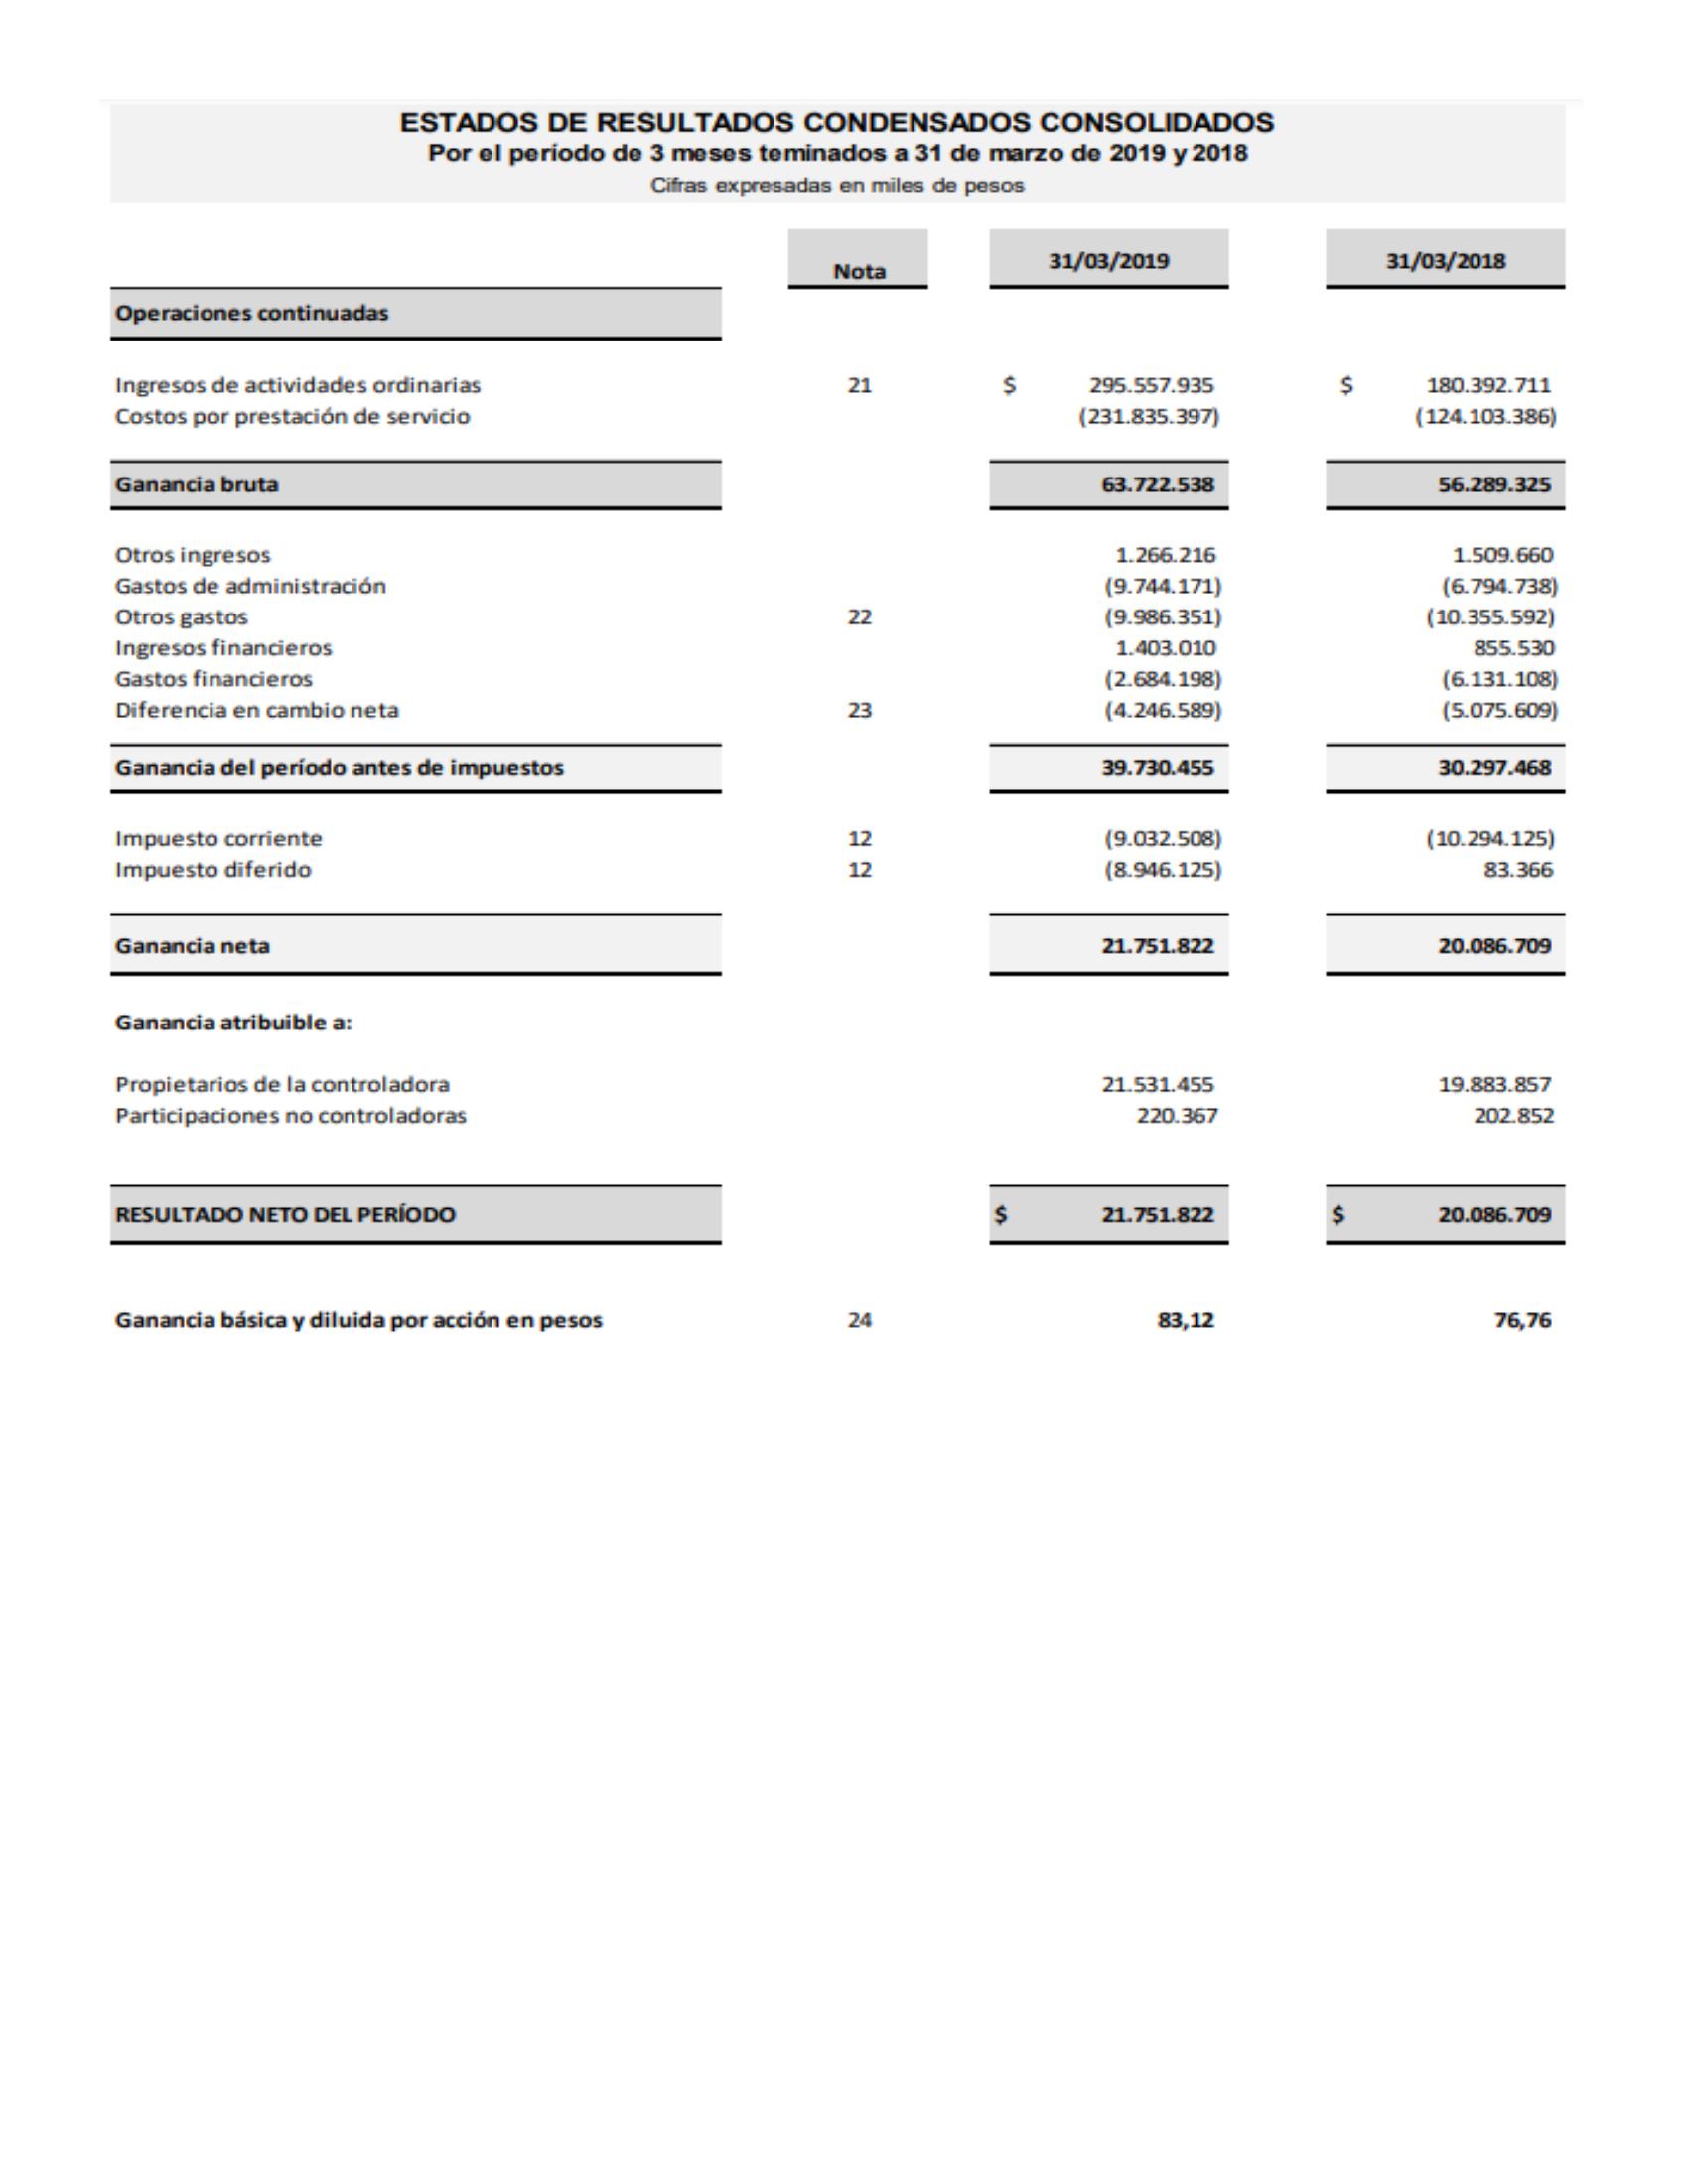 ESTADOS DE RESULTADOS CONDENSADOS CONSOLIDADOS
Por el período de 3 meses teminados a 31 de marzo de 2019 y 2018
Cifras expresadas en miles de pesos
Nota 31/03/2019 31/03/2018
Operaciones continuadas
Ingresos de actividades ordinarias 21 $ 295.557.935 $ 180.392.711
Costos por prestación de servicio (231.835.397) (124.103.386)
Ganancia bruta 63.722.538 56.289.325
Otros ingresos 1.266.216 1.509.660
Gastos de administración (9.744.171) (6.794.738)
Otros gastos 22 (9.986.351) (10.355.592)
Ingresos financieros 1.403.010 855.530
Gastos financieros (2.684.198) (6.131.108)
Diferencia en cambio neta 23 (4.246.589) (5.075.609)
Ganancia del período antes de impuestos 39.730.455 30.297.468
Impuesto corriente 12 (9.032.508) (10.294.125)
Impuesto diferido 12 (8.946.125) 83.366
Ganancia neta 21.751.822 20.086.709
Ganancia atribuible a:
Propietarios de la controladora 21.531.455 19.883.857
Participaciones no controladoras 220.367 202.852
RESULTADO NETO DEL PERÍODO $ 21.751.822 $ 20.086.709
Ganancia básica y diluida por acción en pesos 24 83,12 76,76